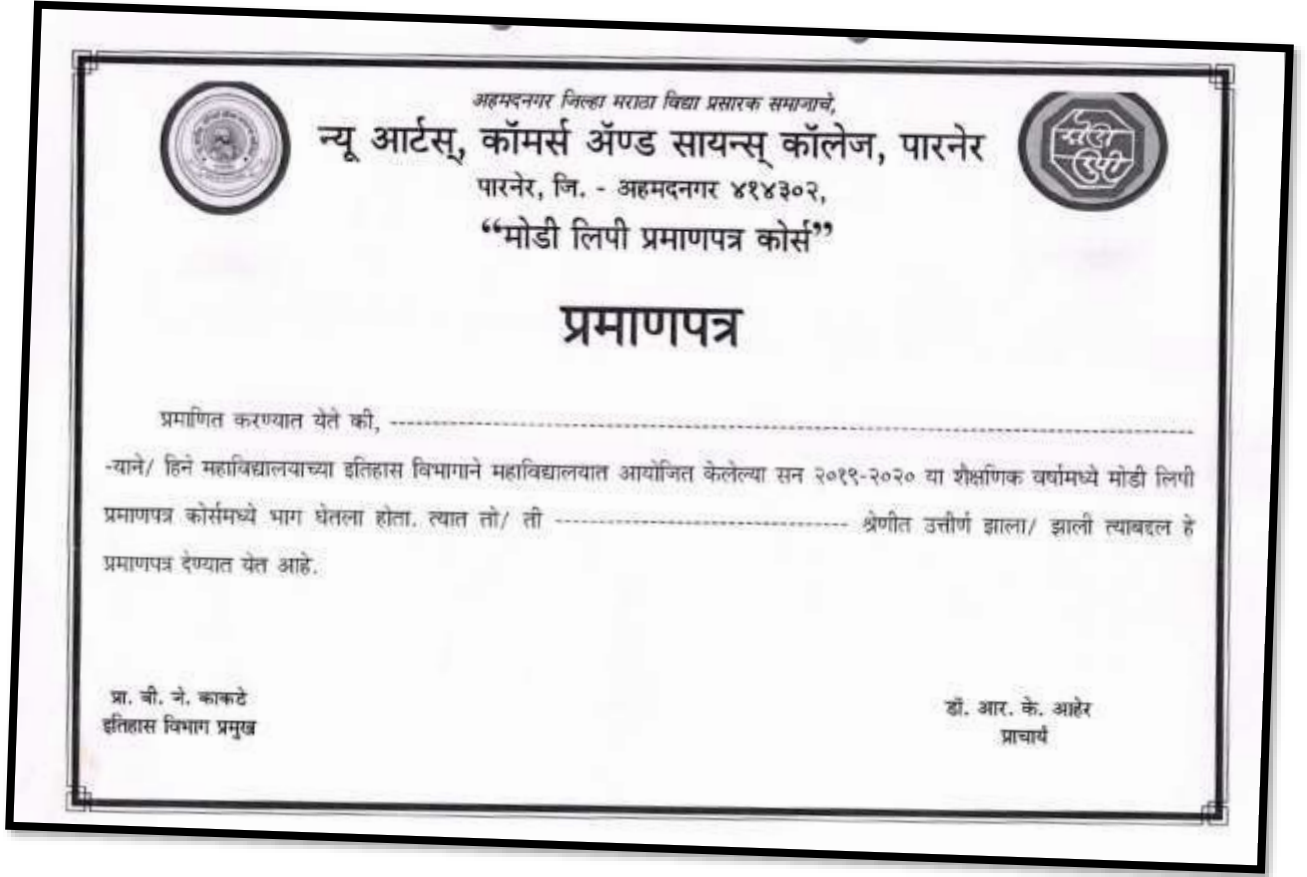 अहमदनगर जिल्हा मराठा विद्या प्रसारक समाजाचे,
न्यू आर्टस्, कॉमर्स ॲण्ड सायन्स् कॉलेज, पारनेर
पारनेर, जि. - अहमदनगर ४१४३०२,
“मोडी लिपी प्रमाणपत्र कोर्स”
प्रमाणपत्र
प्रमाणित करण्यात येते की, ----------------------------------------
-याने/ हिने महाविद्यालयाच्या इतिहास विभागाने महाविद्यालयात आयोजित केलेल्या सन २०१९-२०२० या शैक्षणिक वर्षामध्ये मोडी लिपी
प्रमाणपत्र कोर्समध्ये भाग घेतला होता. त्यात तो/ ती ------------------------------ श्रेणीत उत्तीर्ण झाला/ झाली त्याबद्दल हे
प्रमाणपत्र देण्यात येत आहे.
प्रा. बी. ने. काकडे
इतिहास विभाग प्रमुख
डॉ. आर. के. आहेर
प्राचार्य